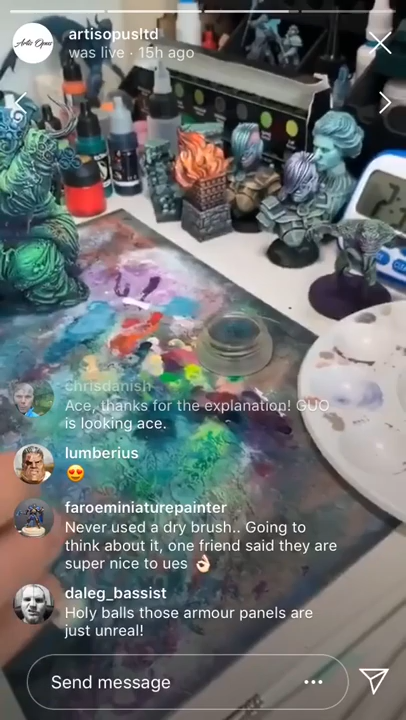 Artis Opus
artisopusltd
was live · 15h ago
chrisdanish
Ace, thanks for the explanation! GUO
is looking ace.
lumberius
😍
faroeminiaturepainter
Never used a dry brush.. Going to
think about it, one friend said they are
super nice to ues 👌🏻
daleg_bassist
Holy balls those armour panels are
just unreal!
Send message